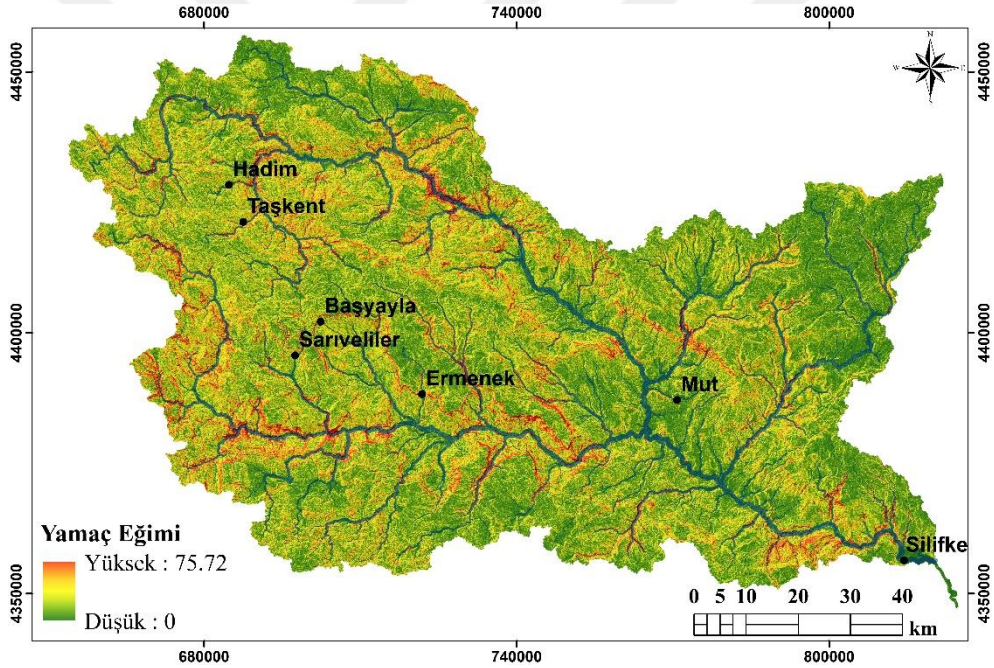 680000 740000 800000
4450000 4450000
N
W E
S
Hadim
Taşkent
Başyayla
Sarıveliler
4400000 4400000
Ermenek
Mut
Yamaç Eğimi
Yüksek : 75.72
Düşük : 0
Silifke
4350000 4350000
0 5 10 20 30 40
km
680000 740000 800000